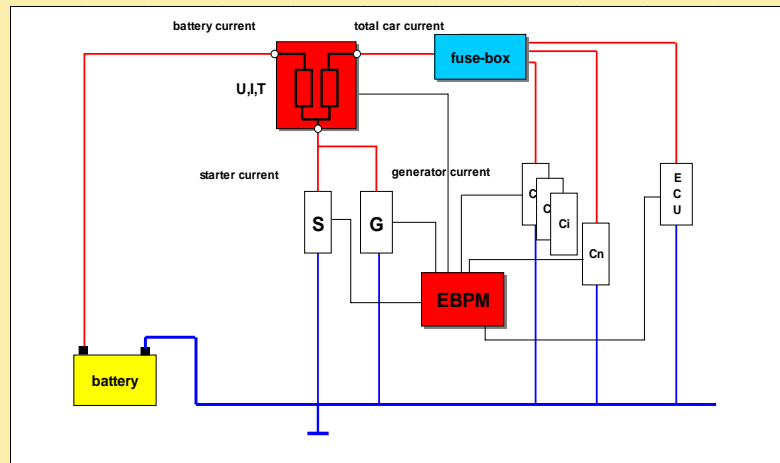 battery current
total car current
fuse-box
U,I,T
starter current
generator current
C
C
Ci
E
C
U
S
G
Cn
EBPM
battery